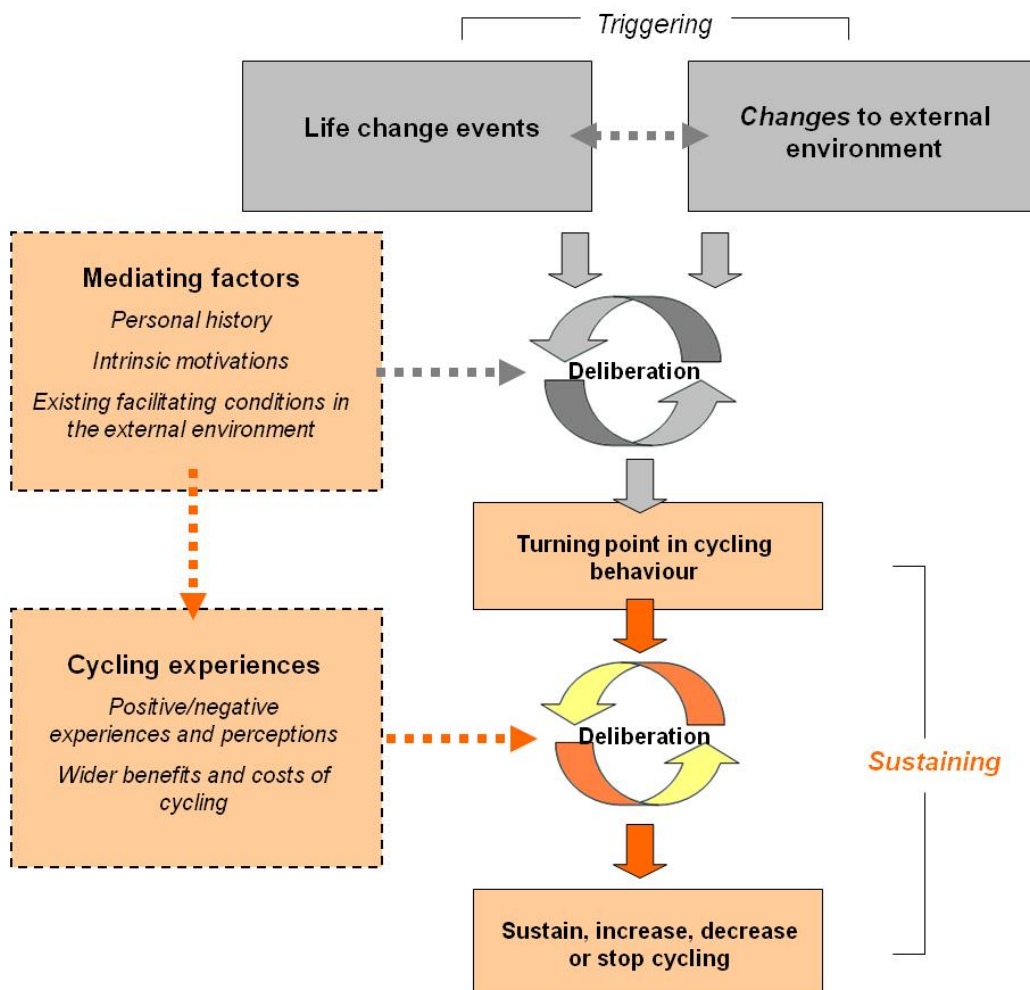 Triggering
Life change events
Changes to external
environment
Mediating factors
Personal history
Intrinsic motivations
Existing facilitating conditions in
the external environment
Deliberation
Turning point in cycling
behaviour
Cycling experiences
Positive/negative
experiences and perceptions
Wider benefits and costs of
cycling
Deliberation
Sustaining
Sustain, increase, decrease
or stop cycling